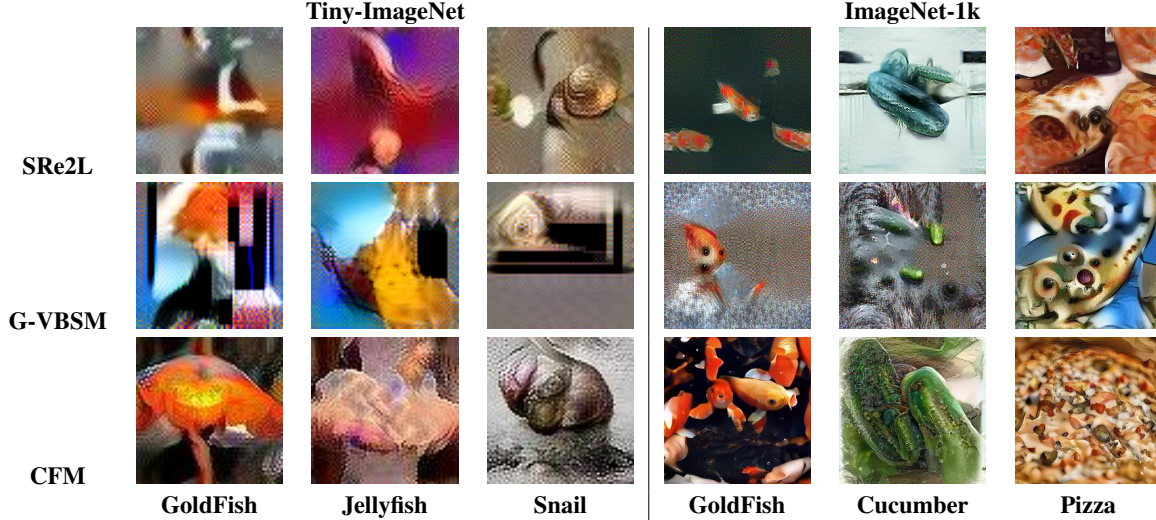 Tiny-ImageNet ImageNet-1k
SRe2L
G-VBSM
CFM
GoldFish Jellyfish Snail GoldFish Cucumber Pizza